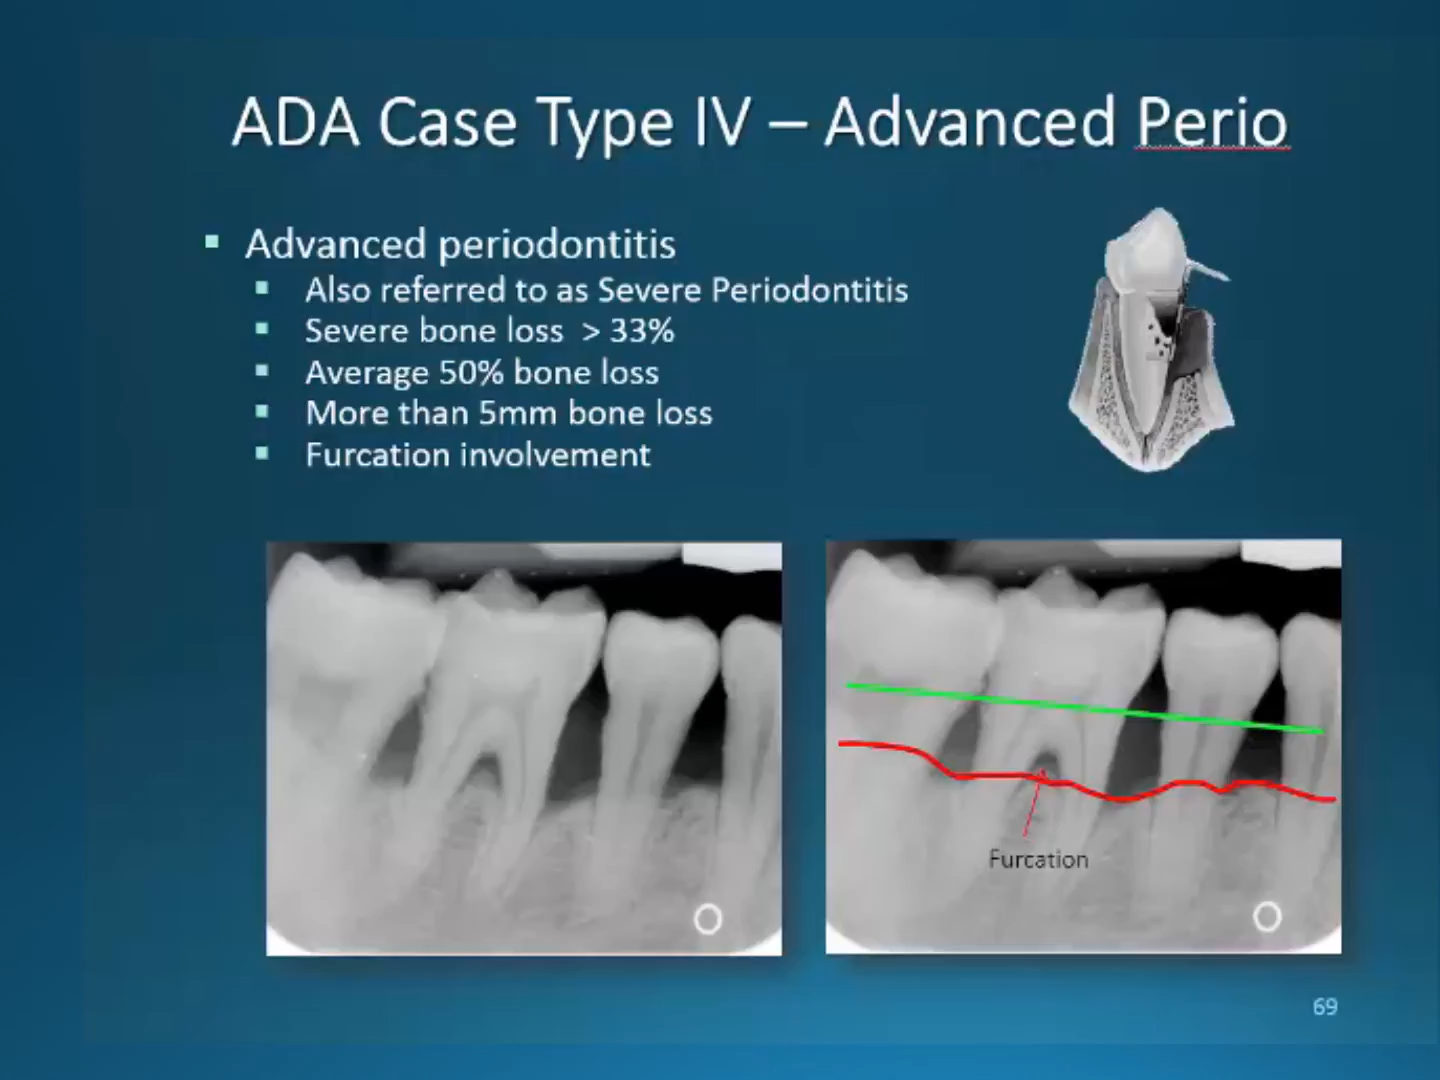 ADA Case Type IV – Advanced Perio
Advanced periodontitis
Also referred to as Severe Periodontitis
Severe bone loss > 33%
Average 50% bone loss
More than 5mm bone loss
Furcation involvement
Furcation
69